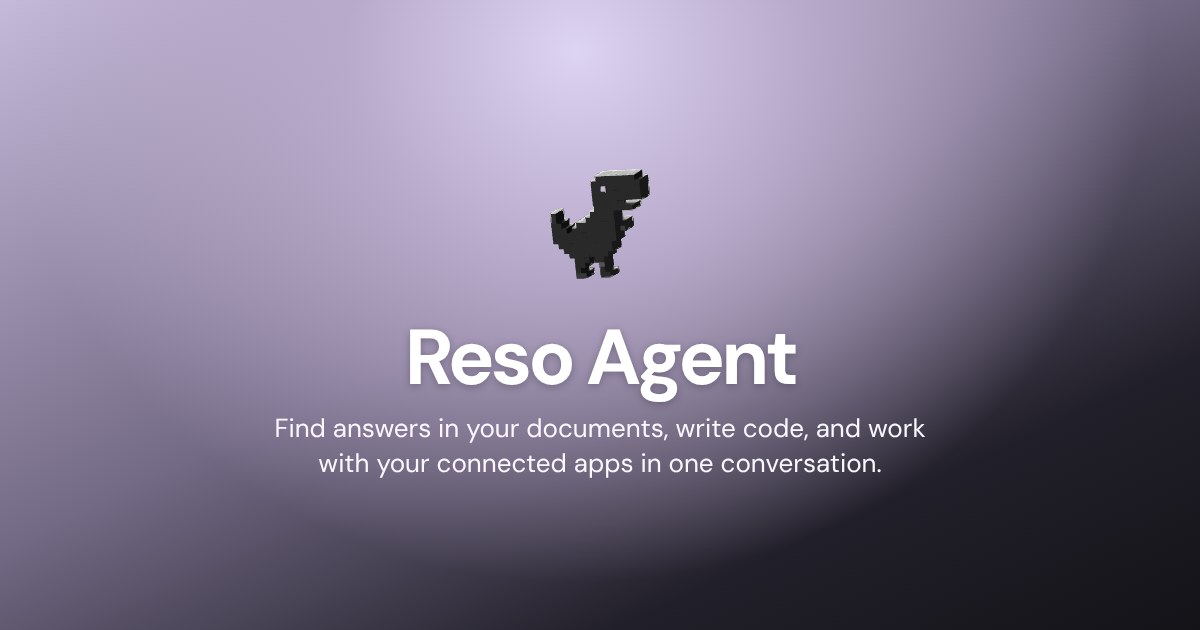 Reso Agent
Find answers in your documents, write code, and work
with your connected apps in one conversation.